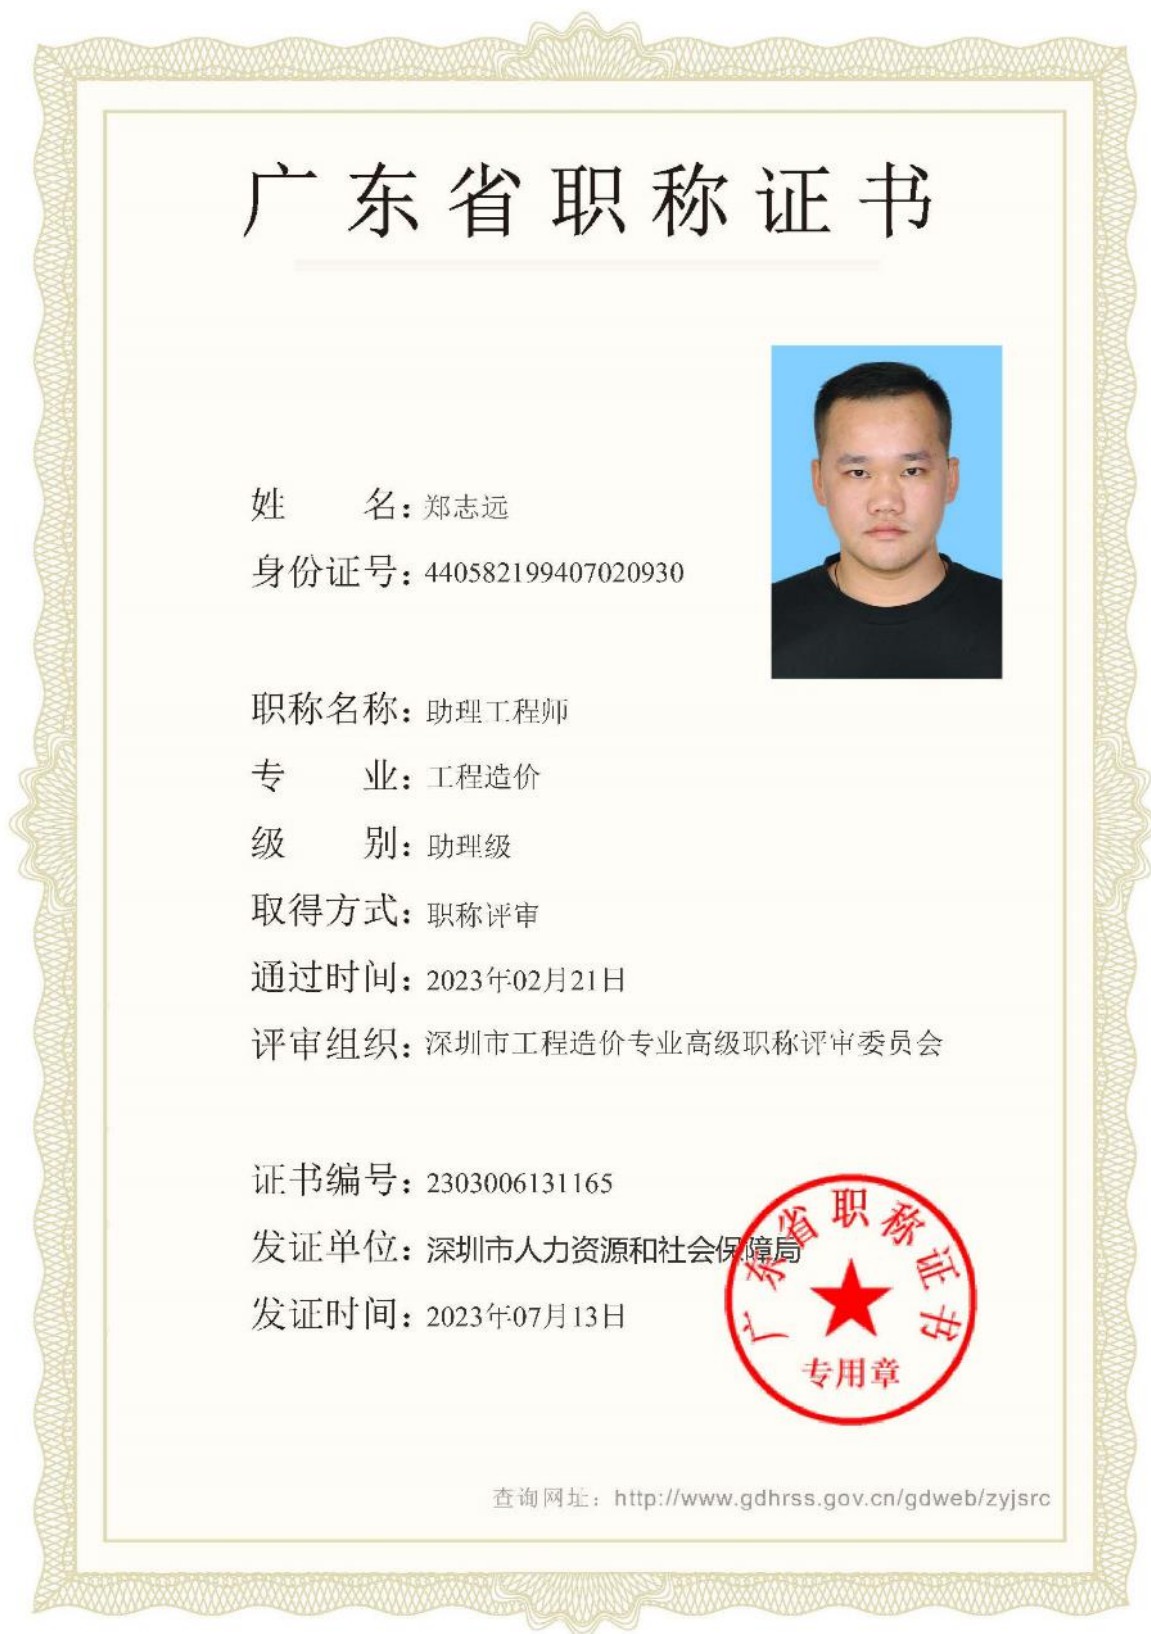 广东省职称证书
姓名：郑志远
身份证号：440582199407020930
职称名称：助理工程师
专业：工程造价
级别：助理级
取得方式：职称评审
通过时间：2023年02月21日
评审组织：深圳市工程造价专业高级职称评审委员会
证书编号：2303006131165
发证单位：深圳市人力资源和社会保障局
发证时间：2023年07月13日
广东省职称证书
专用章
查询网址：http://www.gdhrss.gov.cn/gdweb/zyjsrc